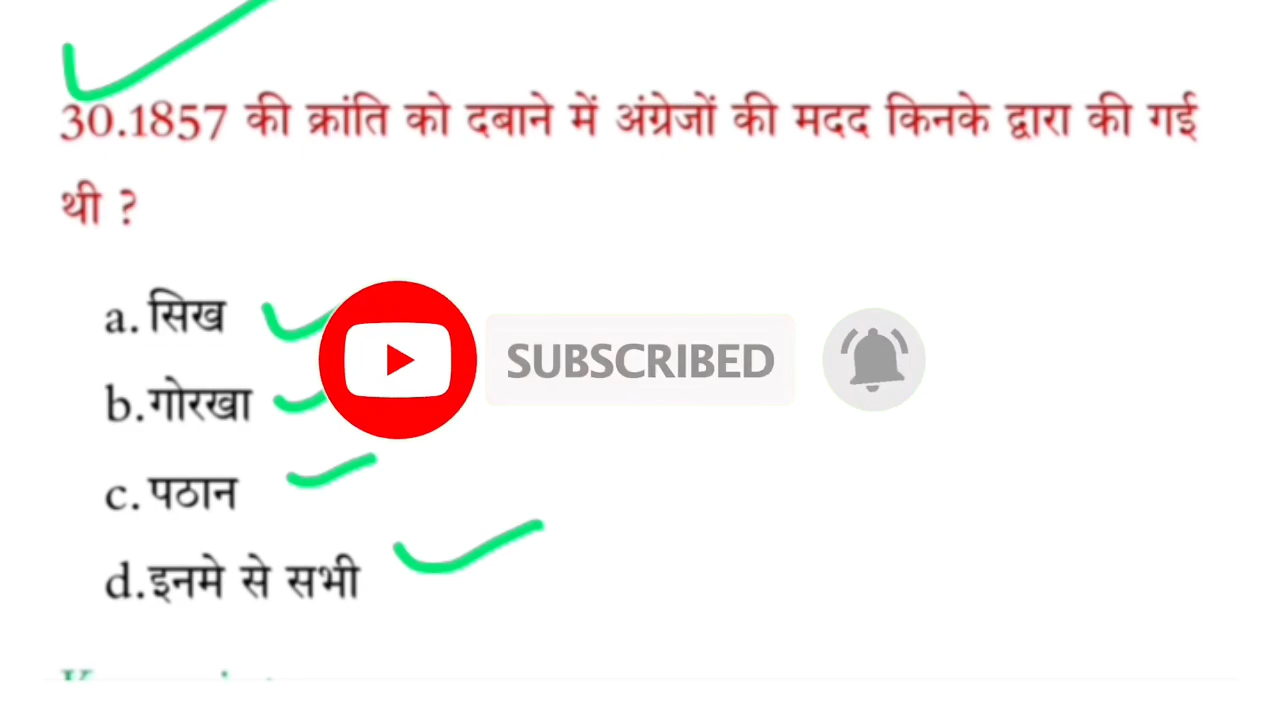 30.1857 की क्रांति को दबाने में अंग्रेजों की मदद किनके द्वारा की गई
थी ?
a. सिख
SUBSCRIBED
b.गोरखा
c. पठान
d.इनमे से सभी